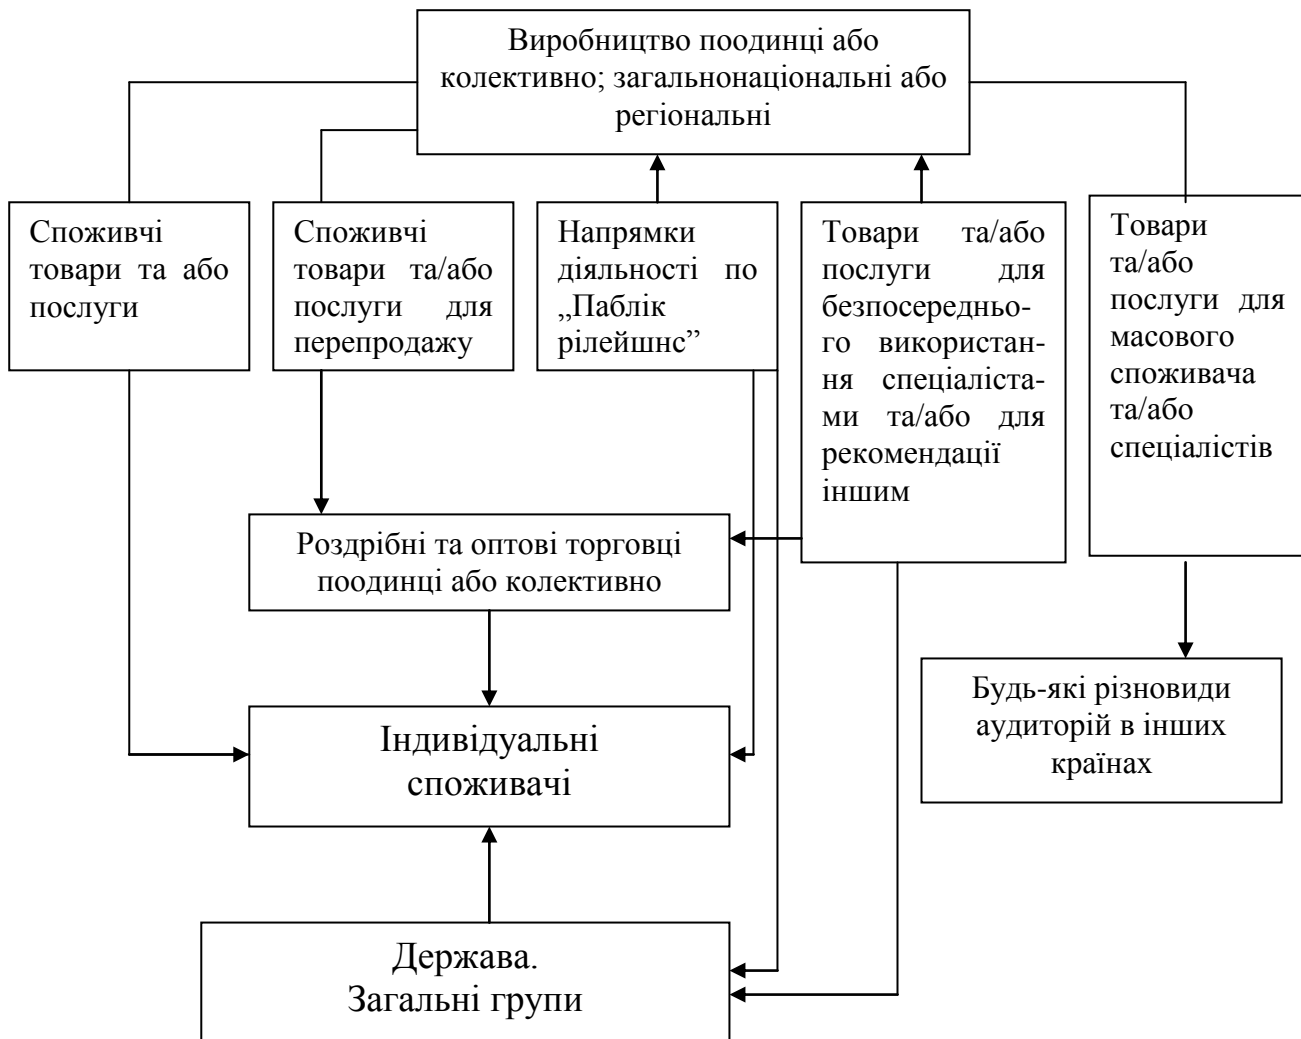 Виробництво поодинці або
колективно; загальнонаціональні або
регіональні
Споживчі
товари та або
послуги
Споживчі
товари та/або
послуги для
перепродажу
Напрямки
діяльності по
„Паблік
рілейшнс”
Товари та/або
послуги для
безпосередньо-
го використан-
ня спеціаліста-
ми та/або для
рекомендації
іншим
Товари
та/або
послуги для
масового
споживача
та/або
спеціалістів
Роздрібні та оптові торговці
поодинці або колективно
Будь-які різновиди
аудиторій в інших
країнах
Індивідуальні
споживачі
Держава.
Загальні групи